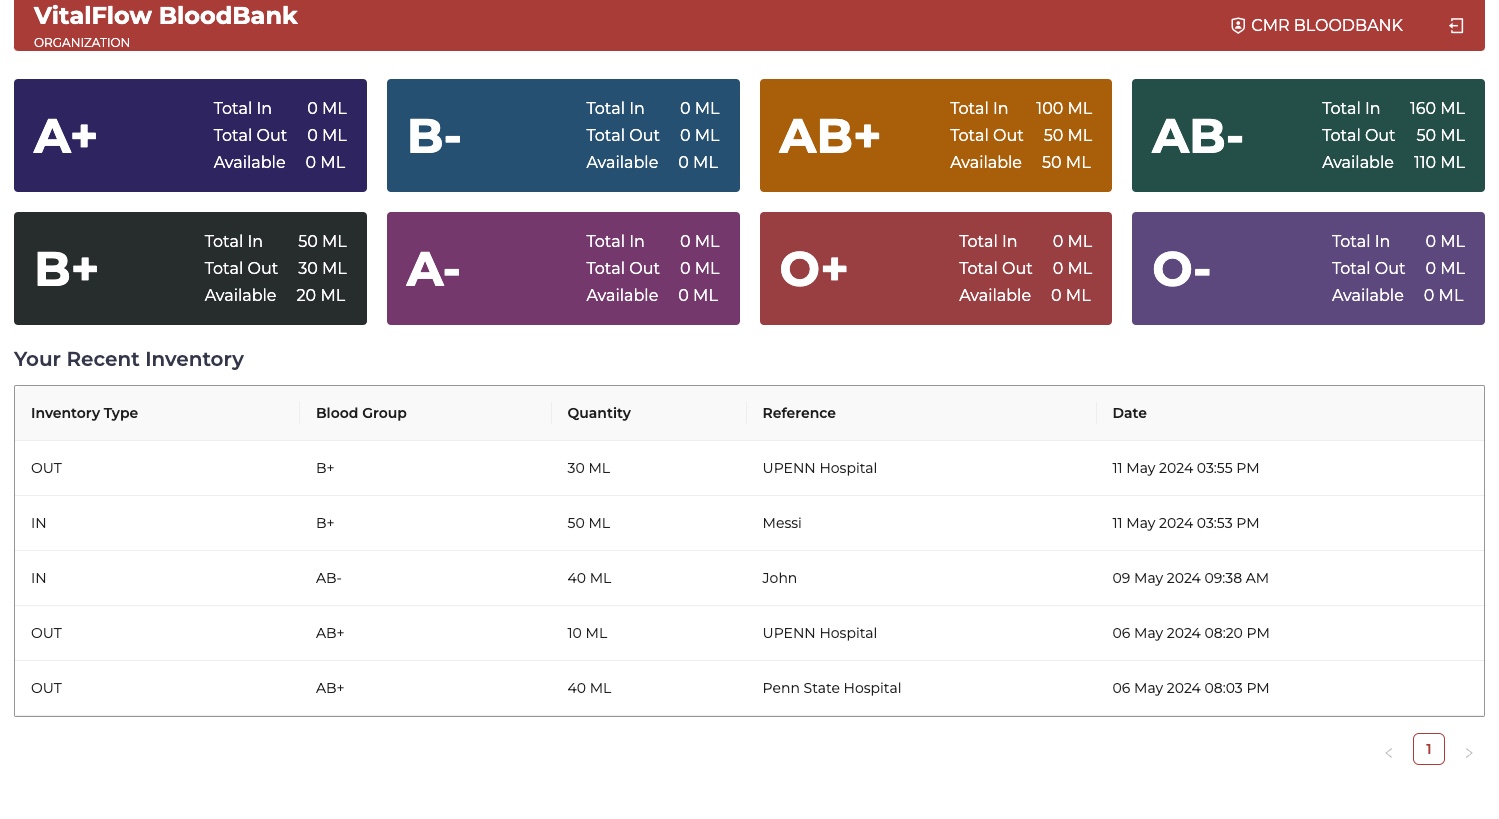 VitalFlow BloodBank
ORGANIZATION
CMR BLOODBANK
A+
Total In 0 ML
Total Out 0 ML
Available 0 ML
B-
Total In 0 ML
Total Out 0 ML
Available 0 ML
AB+
Total In 100 ML
Total Out 50 ML
Available 50 ML
AB-
Total In 160 ML
Total Out 50 ML
Available 110 ML
B+
Total In 50 ML
Total Out 30 ML
Available 20 ML
A-
Total In 0 ML
Total Out 0 ML
Available 0 ML
O+
Total In 0 ML
Total Out 0 ML
Available 0 ML
O-
Total In 0 ML
Total Out 0 ML
Available 0 ML
Your Recent Inventory
Inventory Type Blood Group Quantity Reference Date
OUT B+ 30 ML UPENN Hospital 11 May 2024 03:55 PM
IN B+ 50 ML Messi 11 May 2024 03:53 PM
IN AB- 40 ML John 09 May 2024 09:38 AM
OUT AB+ 10 ML UPENN Hospital 06 May 2024 08:20 PM
OUT AB+ 40 ML Penn State Hospital 06 May 2024 08:03 PM
< 1 >